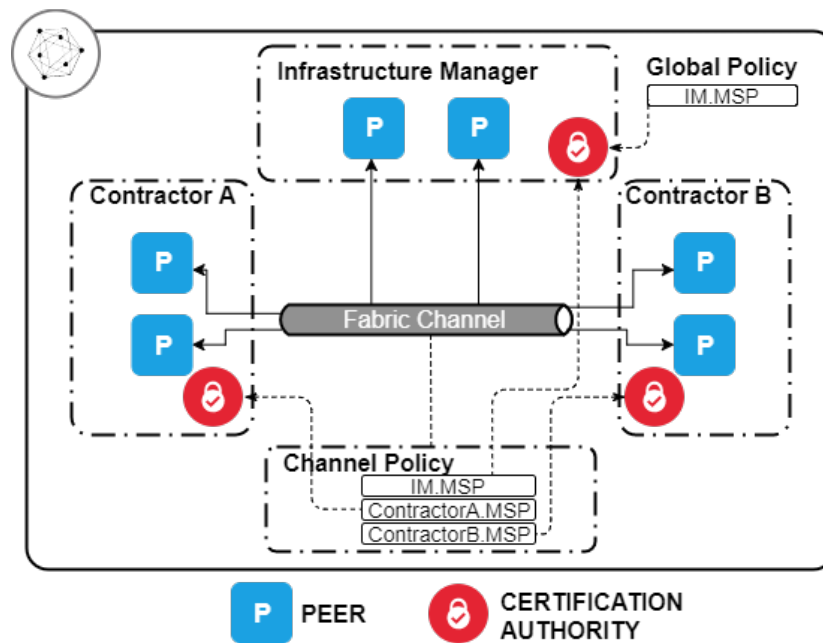 Infrastructure Manager
Global Policy
IM.MSP
P
P
Contractor A
Contractor B
P
P
Fabric Channel
P
P
Channel Policy
IM.MSP
ContractorA.MSP
ContractorB.MSP
P
PEER
CERTIFICATION
AUTHORITY